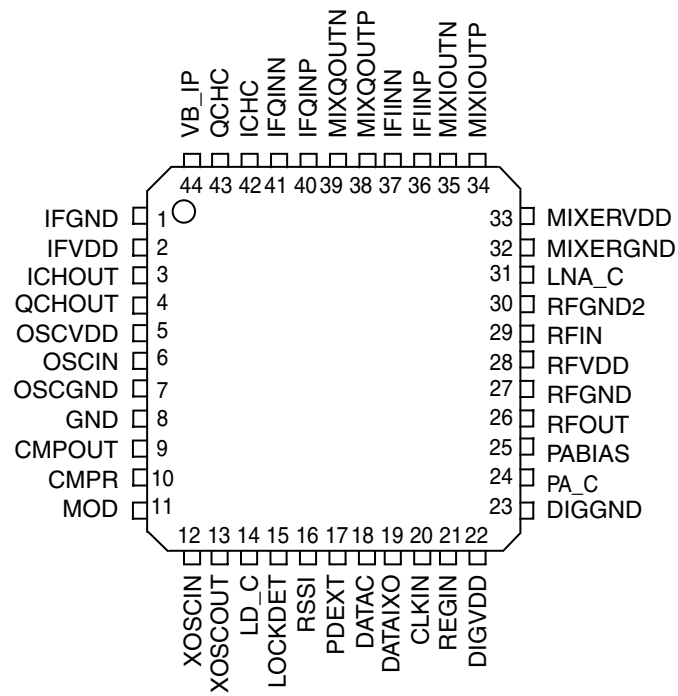 VB_IP
QCHC
ICHC
IFQINN
IFQINP
MIXQOUTN
MIXQOUTP
IFIINN
IFIINP
MIXIOUTN
MIXIOUTP
44 43 42 41 40 39 38 37 36 35 34
IFGND 1
IFVDD 2
ICHOUT 3
QCHOUT 4
OSCVDD 5
OSCIN 6
OSCGND 7
GND 8
CMPOUT 9
CMPR 10
MOD 11
33 MIXERVDD
32 MIXERGND
31 LNA_C
30 RFGND2
29 RFIN
28 RFVDD
27 RFGND
26 RFOUT
25 PABIAS
24 PA_C
23 DIGGND
12 13 14 15 16 17 18 19 20 21 22
XOSCIN
XOSCOUT
LD_C
LOCKDET
RSSI
PDEXT
DATAC
DATAIXO
CLKIN
REGIN
DIGVDD